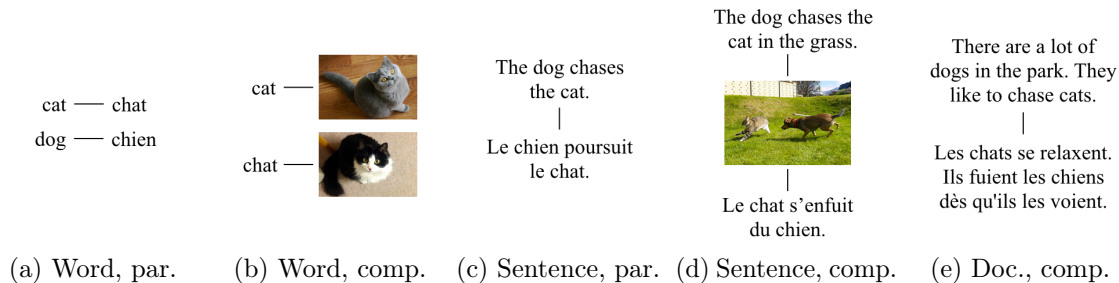 cat chat
dog chien
(a) Word, par.
cat
chat
(b) Word, comp.
The dog chases
the cat.
Le chien poursuit
le chat.
(c) Sentence, par.
The dog chases the
cat in the grass.
Le chat s'enfuit
du chien.
(d) Sentence, comp.
There are a lot of
dogs in the park. They
like to chase cats.
Les chats se relaxent.
Ils fuient les chiens
dès qu'ils les voient.
(e) Doc., comp.